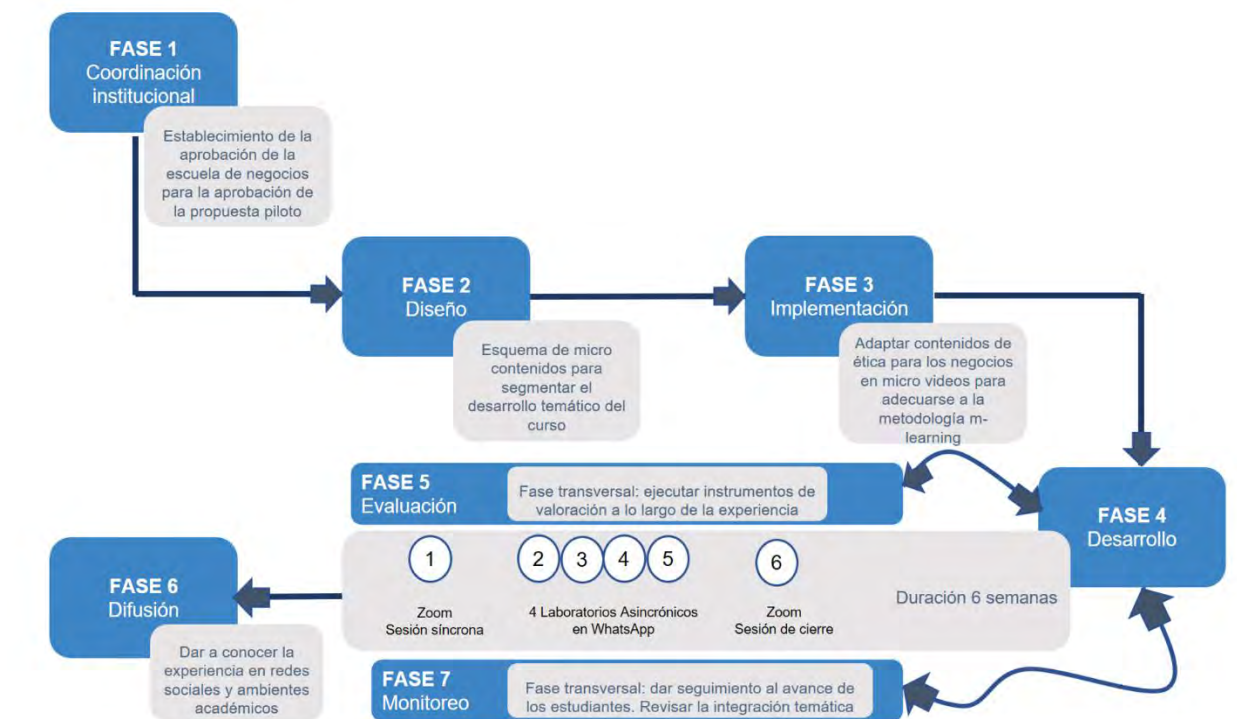 FASE 1
Coordinación
institucional
Establecimiento de la
aprobación de la
escuela de negocios
para la aprobación de
la propuesta piloto
FASE 2
Diseño
Esquema de micro
contenidos para
segmentar el
desarrollo temático del
curso
FASE 3
Implementación
Adaptar contenidos de
ética para los negocios
en micro videos para
adecuarse a la
metodología m-
learning
FASE 4
Desarrollo
FASE 5
Evaluación
Fase transversal: ejecutar instrumentos de
valoración a lo largo de la experiencia
1
Zoom
Sesión síncrona
2 3 4 5
4 Laboratorios Asincrónicos
en WhatsApp
6
Zoom
Sesión de cierre
Duración 6 semanas
FASE 6
Difusión
Dar a conocer la
experiencia en redes
sociales y ambientes
académicos
FASE 7
Monitoreo
Fase transversal: dar seguimiento al avance de
los estudiantes. Revisar la integración temática